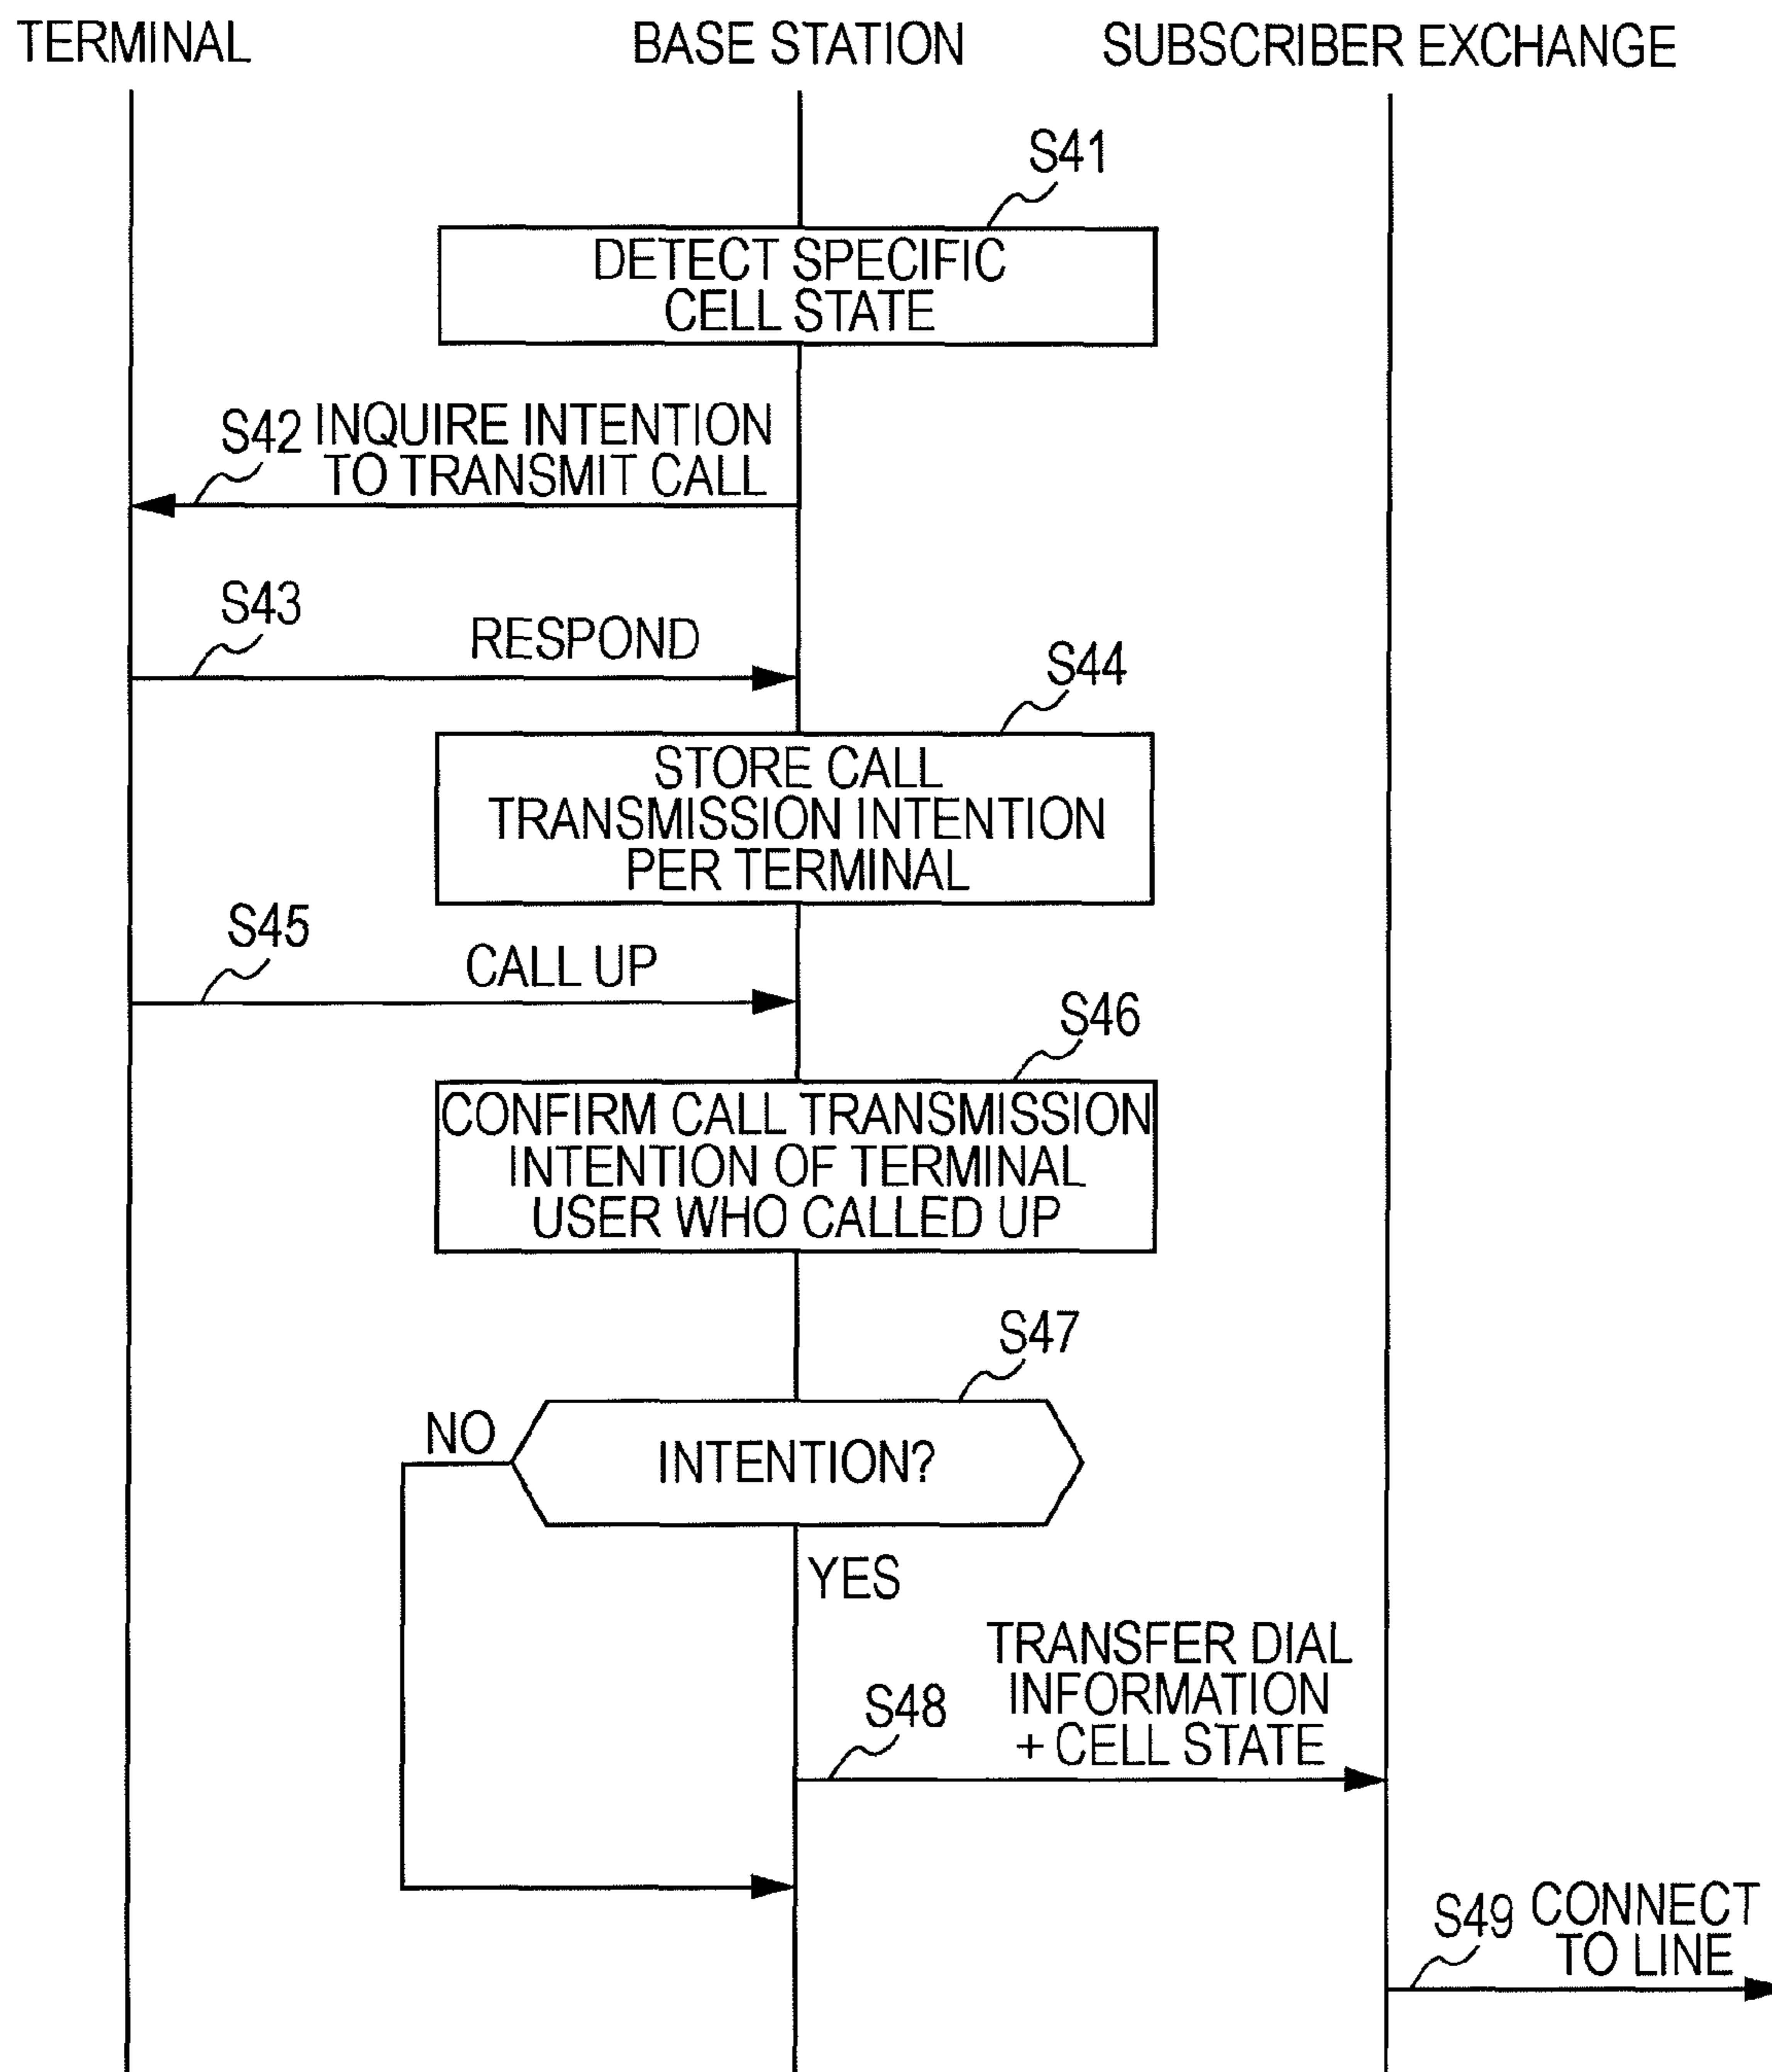 TERMINAL
BASE STATION
SUBSCRIBER EXCHANGE
S41
DETECT SPECIFIC
CELL STATE
S42
INQUIRE INTENTION
TO TRANSMIT CALL
S43
RESPOND
S44
STORE CALL
TRANSMISSION INTENTION
PER TERMINAL
S45
CALL UP
S46
CONFIRM CALL TRANSMISSION
INTENTION OF TERMINAL
USER WHO CALLED UP
S47
NO
INTENTION?
YES
TRANSFER DIAL
INFORMATION
+ CELL STATE
S48
S49
CONNECT
TO LINE